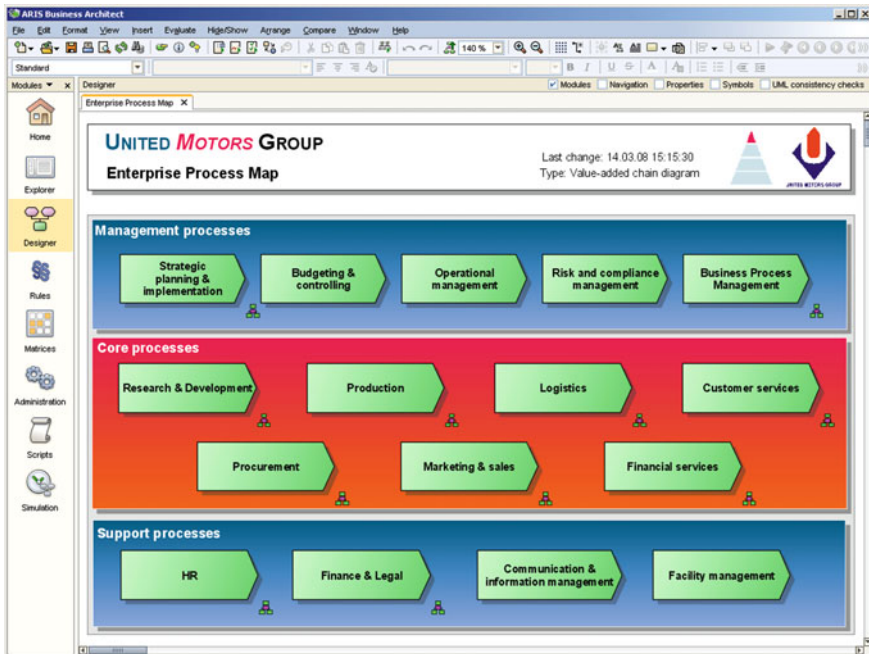 ARIS Business Architect
File Edit Format View Insert Evaluate Hide/Show Arrange Compare Window Help
140 %
Standard
B I U S A
Modules
Designer
Modules Navigation Properties Symbols UML consistency checks
Enterprise Process Map X
Home
Explorer
Designer
Rules
Matrices
Administration
Scripts
Simulation
UNITED MOTORS GROUP
Enterprise Process Map
Last change: 14.03.08 15:15:30
Type: Value-added chain diagram
UNITED MOTORS GROUP
Management processes
Strategic
planning &
implementation
Budgeting &
controlling
Operational
management
Risk and compliance
management
Business Process
Management
Core processes
Research & Development
Production
Logistics
Customer services
Procurement
Marketing & sales
Financial services
Support processes
HR
Finance & Legal
Communication &
information management
Facility management